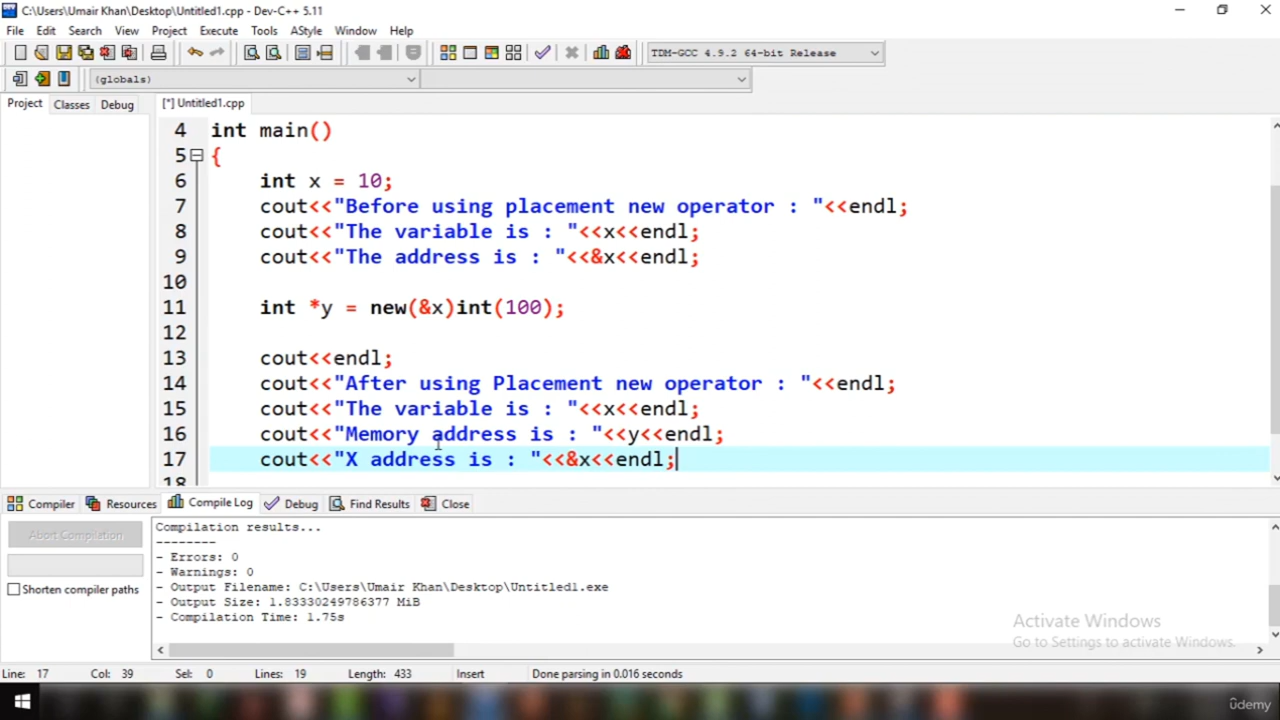 C:\Users\Umair Khan\Desktop\Untitled1.cpp - Dev-C++ 5.11
File Edit Search View Project Execute Tools AStyle Window Help
TDM-GCC 4.9.2 64-bit Release
(globals)
Project Classes Debug [*] Untitled1.cpp
4 int main()
5 {
6 int x = 10;
7 cout<<"Before using placement new operator : "<<endl;
8 cout<<"The variable is : "<<x<<endl;
9 cout<<"The address is : "<<&x<<endl;
10
11 int *y = new(&x)int(100);
12
13 cout<<endl;
14 cout<<"After using Placement new operator : "<<endl;
15 cout<<"The variable is : "<<x<<endl;
16 cout<<"Memory address is : "<<y<<endl;
17 cout<<"X address is : "<<&x<<endl;
18
Compiler Resources Compile Log Debug Find Results Close
Abort Compilation
Shorten compiler paths
Compilation results...
--------
- Errors: 0
- Warnings: 0
- Output Filename: C:\Users\Umair Khan\Desktop\Untitled1.exe
- Output Size: 1.83330249786377 MiB
- Compilation Time: 1.75s
Activate Windows
Go to Settings to activate Windows.
Line: 17 Col: 39 Sel: 0 Lines: 19 Length: 433 Insert Done parsing in 0.016 seconds
ûdemy